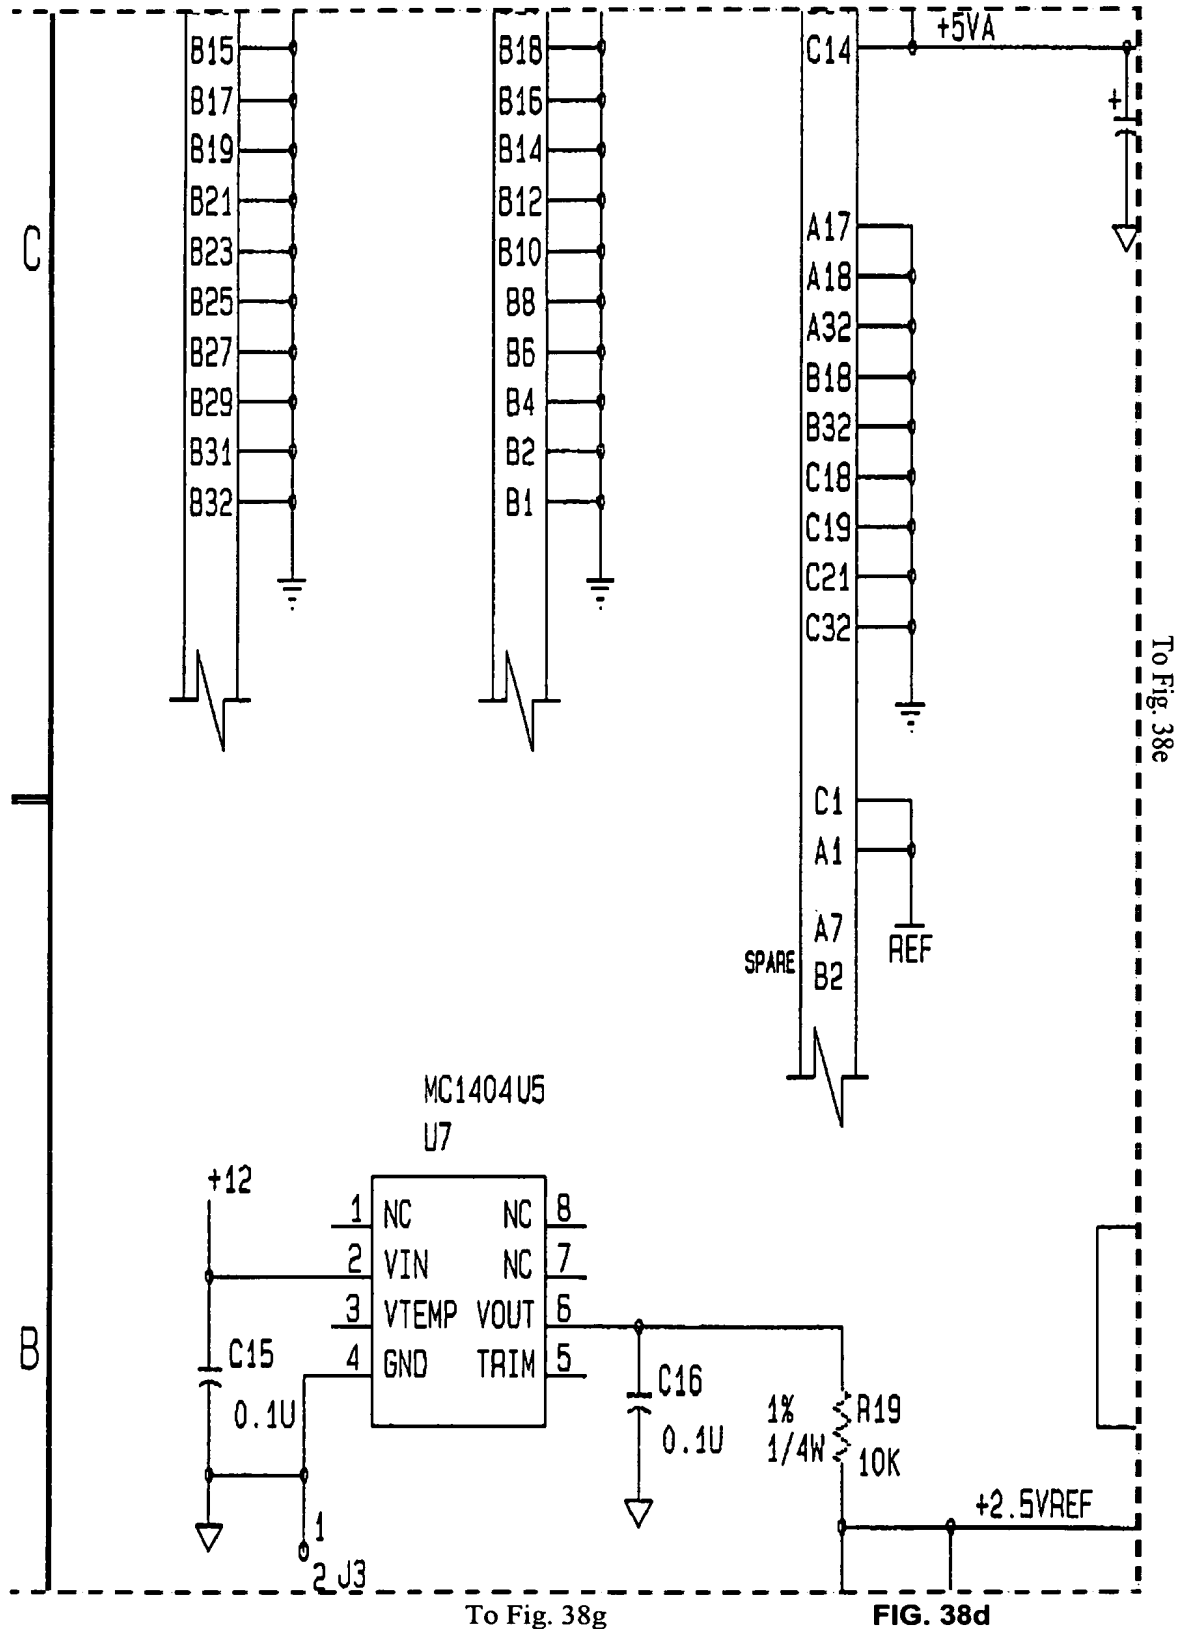 +5VA
B15 B18 C14
B17 B16 +
B19 B14
B21 B12
A17
C B23 B10
A18
B25 B8
A32
B27 B6
B18
B29 B4
B32
B31 B2
C18
B32 B1
C19
C21
C32
To Fig. 38e
C1
A1
A7
REF
SPARE B2
MC1404U5
U7
+12
1 NC NC 8
2 VIN NC 7
3 VTEMP VOUT 6
B C15 4 GND TRIM 5
C16
0.1U 1% R19
0.1U 1/4W 10K
+2.5VREF
1
2 J3
To Fig. 38g FIG. 38d